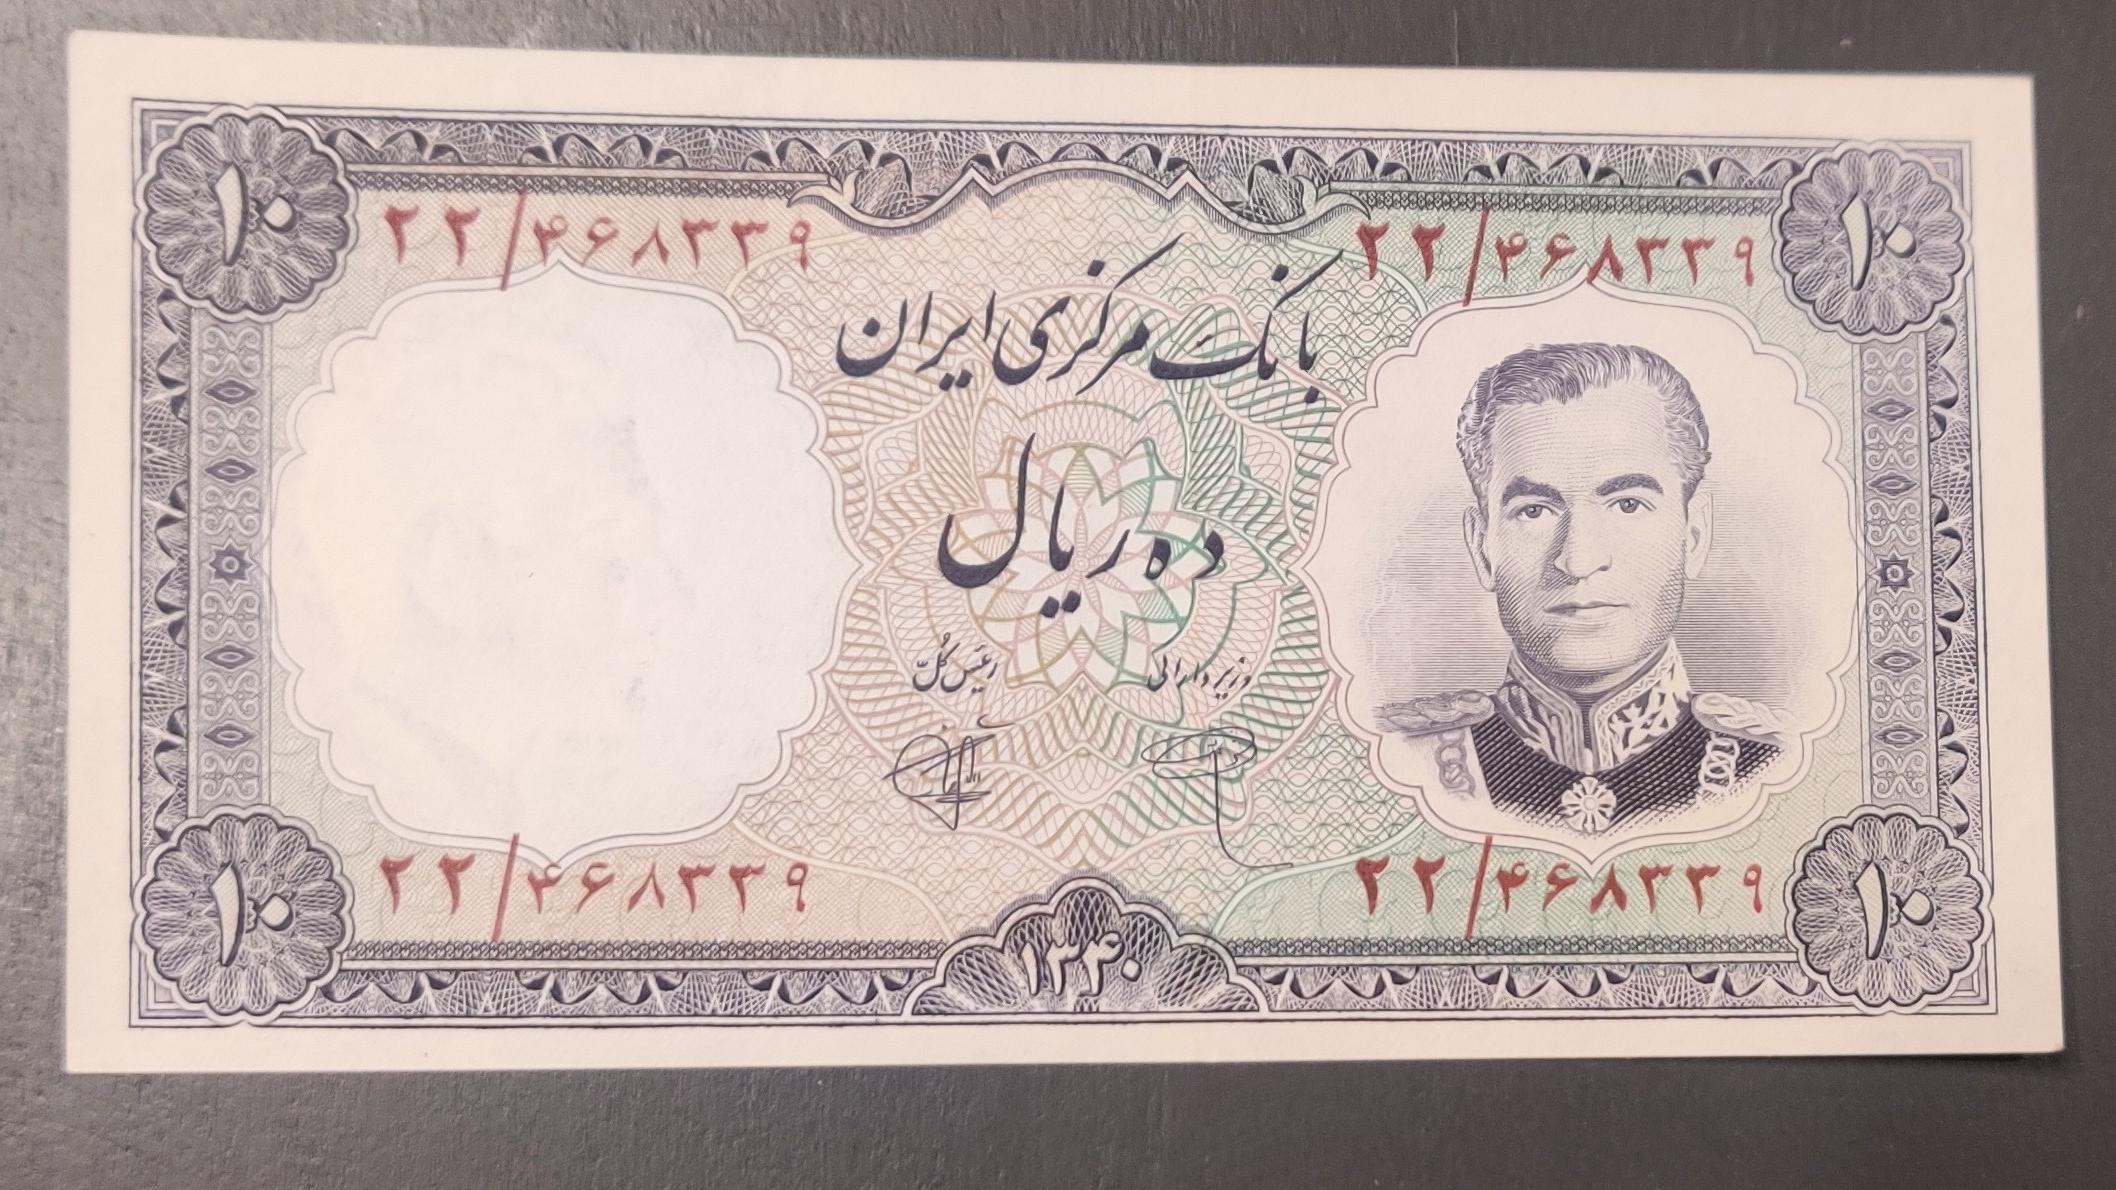 ۱۰
۲۲/۴۶۸۳۳۹
۲۲/۴۶۸۳۳۹
۱۰
بانک مرکزی ایران
ده ریال
وزیر دارائی
رئیس کلّ
۲۲/۴۶۸۳۳۹
۲۲/۴۶۸۳۳۹
۱۰
۱۳۴۰
۱۰